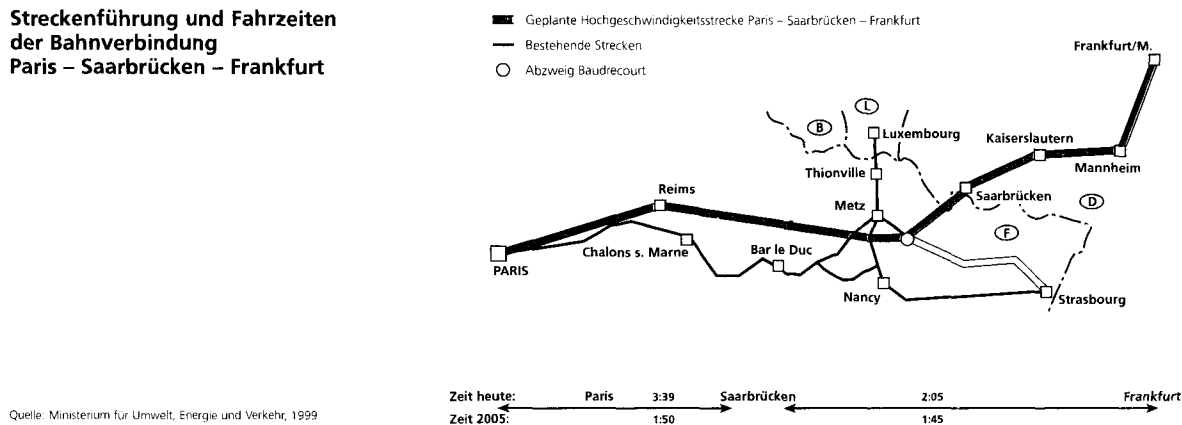 Streckenführung und Fahrzeiten
der Bahnverbindung
Paris – Saarbrücken – Frankfurt
Geplante Hochgeschwindigkeitsstrecke Paris – Saarbrücken – Frankfurt
Bestehende Strecken
Abzweig Baudrecourt
Frankfurt/M.
L
B
Luxembourg
Kaiserslautern
Thionville
Mannheim
Reims
Saarbrücken
Metz
D
F
Chalons s. Marne
Bar le Duc
PARIS
Nancy
Strasbourg
Zeit heute: Paris 3:39 Saarbrücken 2:05 Frankfurt
Zeit 2005: 1:50 1:45
Quelle: Ministerium für Umwelt, Energie und Verkehr, 1999